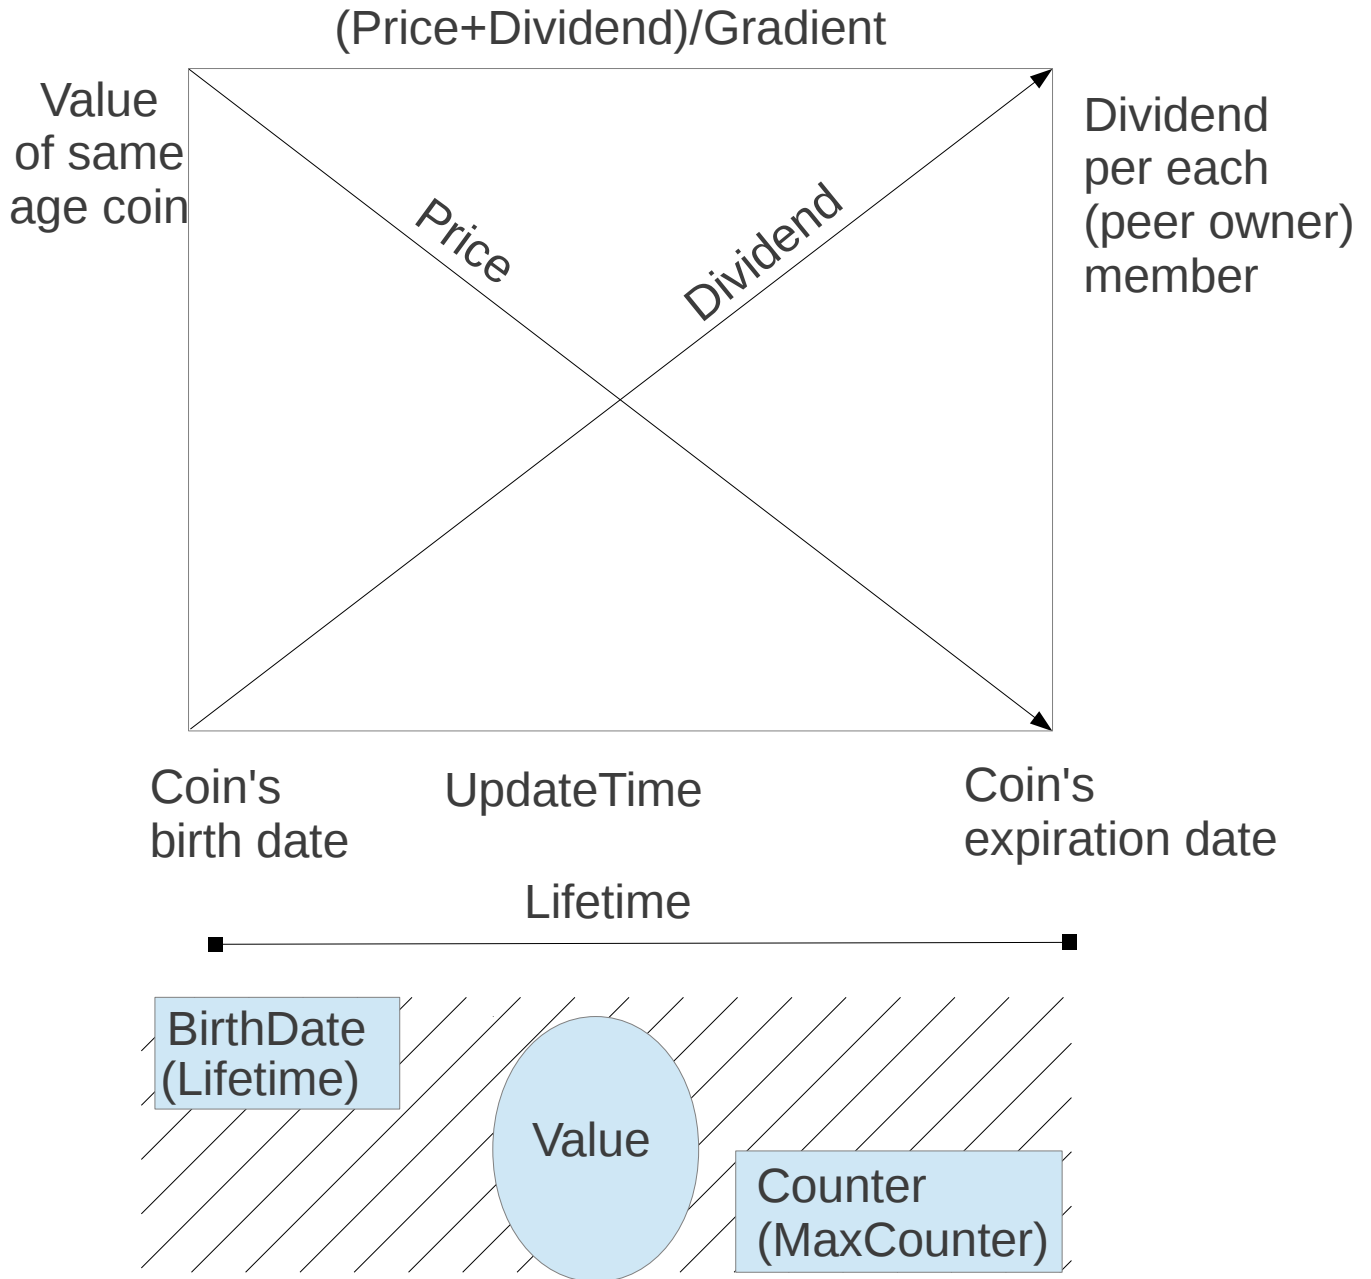 (Price+Dividend)/Gradient
Value
of same
age coin
Price
Dividend
Dividend
per each
(peer owner)
member
Coin's
birth date
UpdateTime
Coin's
expiration date
Lifetime
BirthDate
(Lifetime)
Value
Counter
(MaxCounter)